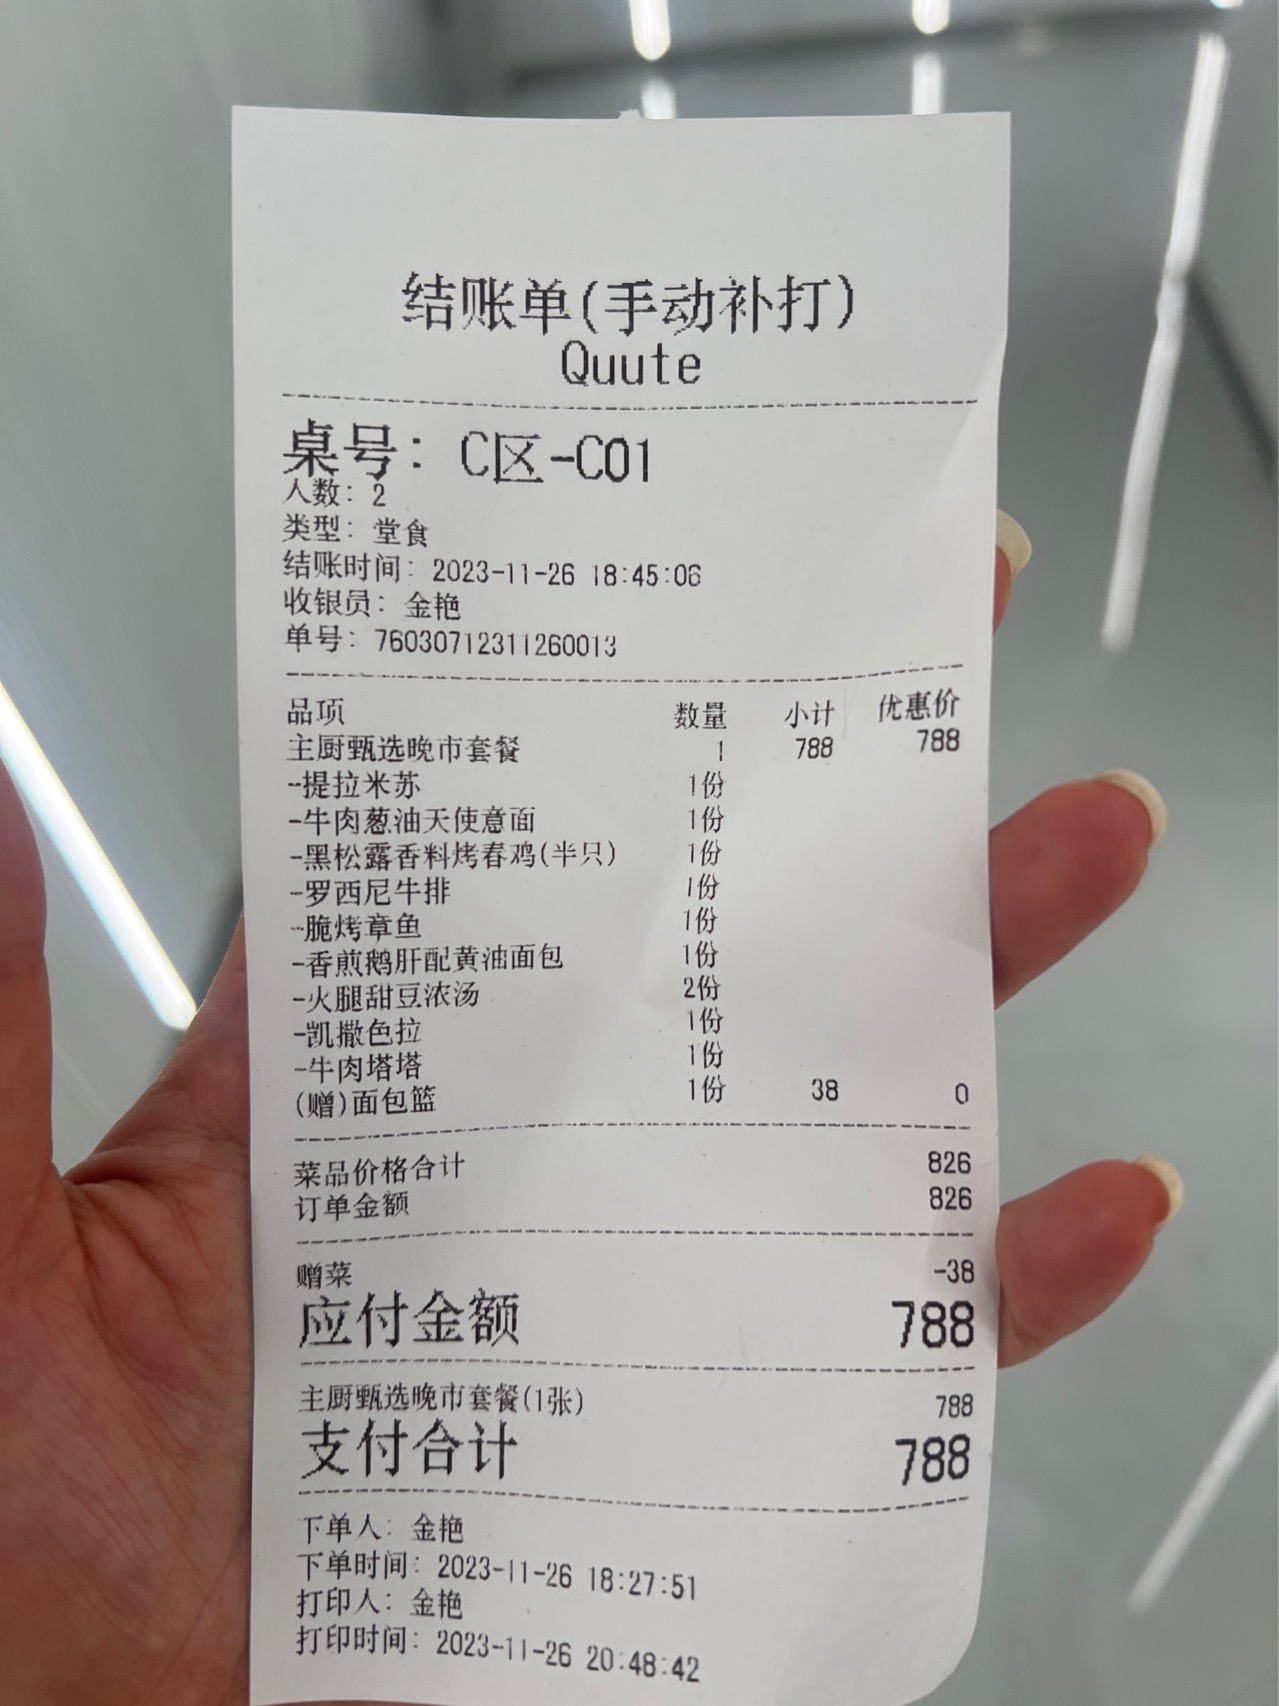 结账单(手动补打)
Quute
桌号: C区-C01
人数: 2
类型: 堂食
结账时间: 2023-11-26 18:45:06
收银员: 金艳
单号: 76030712311260013
品项 数量 小计 优惠价
主厨甄选晚市套餐 1 788 788
-提拉米苏 1份
-牛肉葱油天使意面 1份
-黑松露香料烤春鸡(半只) 1份
-罗西尼牛排 1份
-脆烤章鱼 1份
-香煎鹅肝配黄油面包 1份
-火腿甜豆浓汤 2份
-凯撒色拉 1份
-牛肉塔塔 1份
(赠)面包篮 1份 38 0
菜品价格合计 826
订单金额 826
赠菜 -38
应付金额 788
主厨甄选晚市套餐(1张) 788
支付合计 788
下单人: 金艳
下单时间: 2023-11-26 18:27:51
打印人: 金艳
打印时间: 2023-11-26 20:48:42